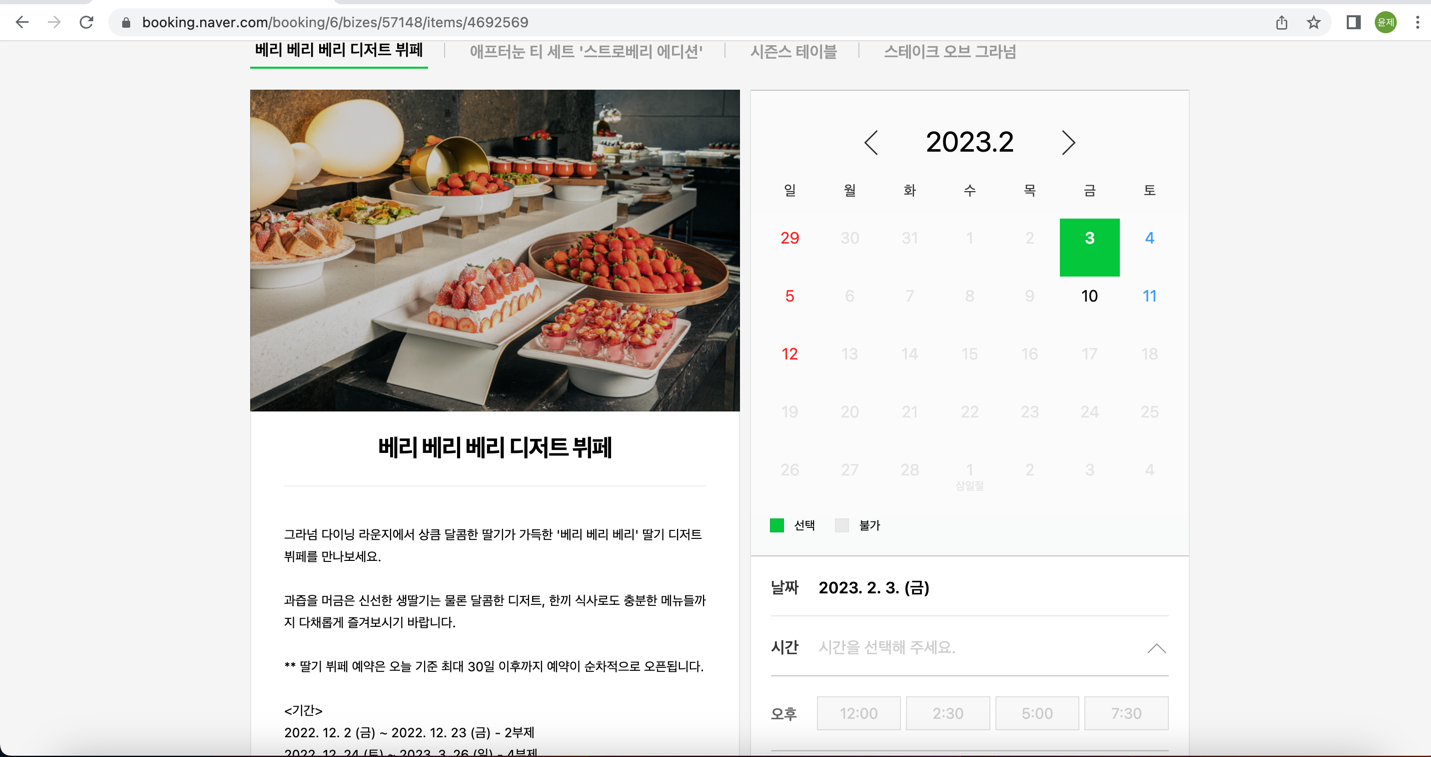 booking.naver.com/booking/6/bizes/57148/items/4692569
윤제
베리 베리 베리 디저트 뷔페
애프터눈 티 세트 '스트로베리 에디션'
시즌스 테이블
스테이크 오브 그라넘
베리 베리 베리 디저트 뷔페
그라넘 다이닝 라운지에서 상큼 달콤한 딸기가 가득한 '베리 베리 베리' 딸기 디저트
뷔페를 만나보세요.
과즙을 머금은 신선한 생딸기는 물론 달콤한 디저트, 한끼 식사로도 충분한 메뉴들까
지 다채롭게 즐겨보시기 바랍니다.
** 딸기 뷔페 예약은 오늘 기준 최대 30일 이후까지 예약이 순차적으로 오픈됩니다.
<기간>
2022. 12. 2 (금) ~ 2022. 12. 23 (금) - 2부제
2022. 12. 24 (토) ~ 2023. 3. 26 (일) - 4부제
2023.2
일 월 화 수 목 금 토
29 30 31 1 2 3 4
5 6 7 8 9 10 11
12 13 14 15 16 17 18
19 20 21 22 23 24 25
26 27 28 1 2 3 4
삼일절
선택 불가
날짜 2023. 2. 3. (금)
시간 시간을 선택해 주세요.
오후 12:00 2:30 5:00 7:30